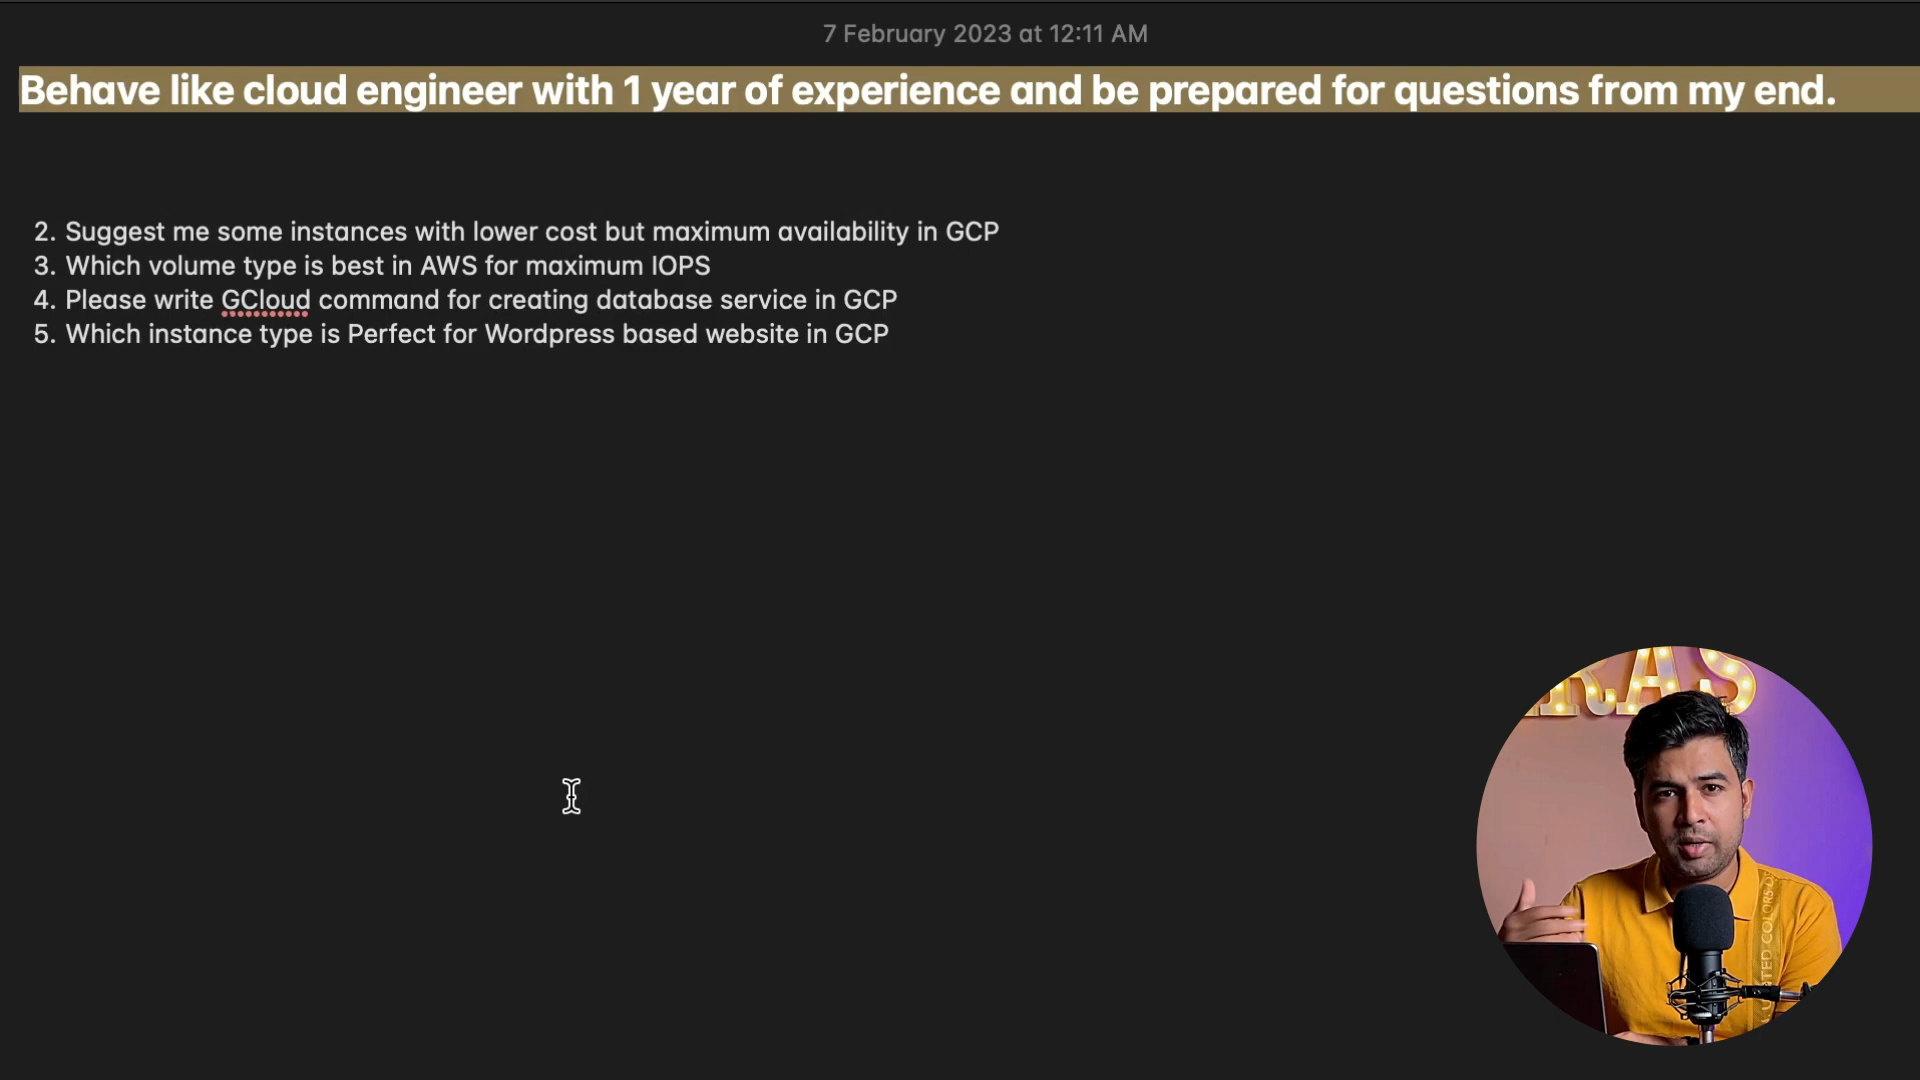 7 February 2023 at 12:11 AM
Behave like cloud engineer with 1 year of experience and be prepared for questions from my end.
2. Suggest me some instances with lower cost but maximum availability in GCP
3. Which volume type is best in AWS for maximum IOPS
4. Please write GCloud command for creating database service in GCP
5. Which instance type is Perfect for Wordpress based website in GCP
RAS
TED COLORS